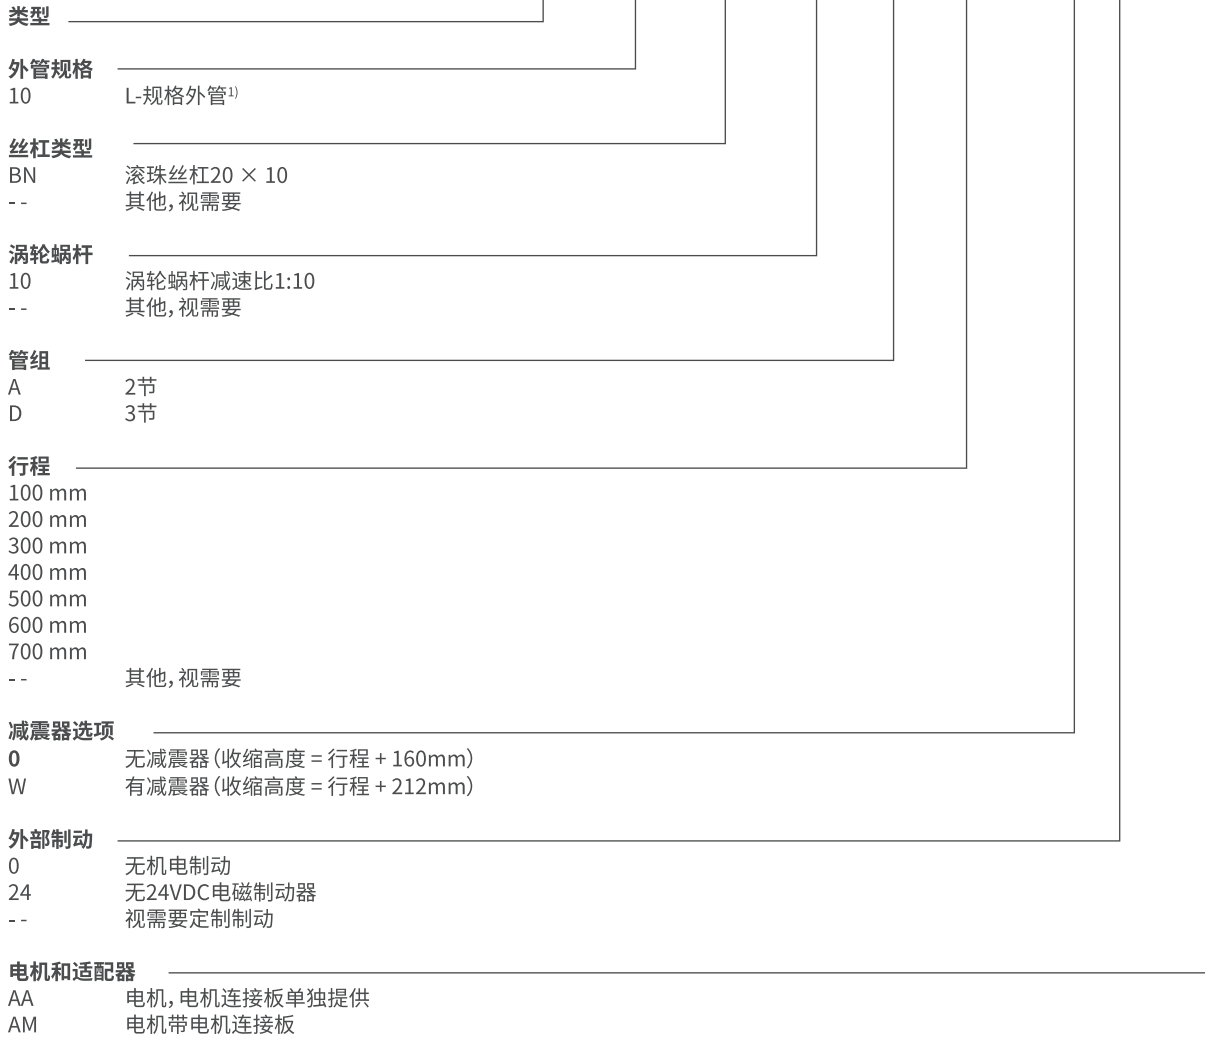 类型
外管规格
10 L-规格外管1)
丝杠类型
BN 滚珠丝杠20 × 10
- - 其他，视需要
涡轮蜗杆
10 涡轮蜗杆减速比1:10
- - 其他，视需要
管组
A 2节
D 3节
行程
100 mm
200 mm
300 mm
400 mm
500 mm
600 mm
700 mm
- - 其他，视需要
减震器选项
0 无减震器（收缩高度 = 行程 + 160mm）
W 有减震器（收缩高度 = 行程 + 212mm）
外部制动
0 无机电制动
24 无24VDC电磁制动器
- - 视需要定制制动
电机和适配器
AA 电机，电机连接板单独提供
AM 电机带电机连接板